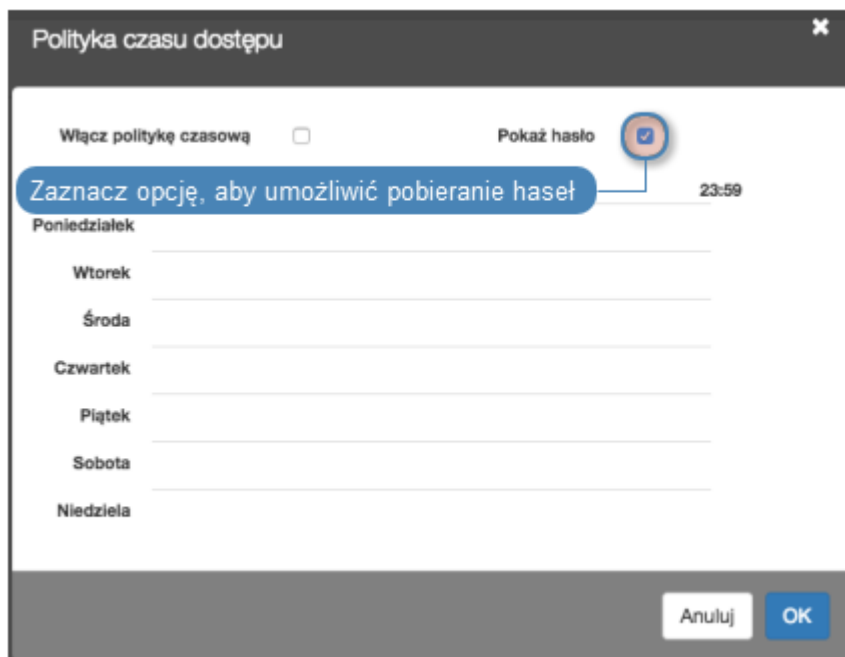 Polityka czasu dostępu
Włącz politykę czasową Pokaż hasło
Zaznacz opcję, aby umożliwić pobieranie haseł 23:59
Poniedziałek
Wtorek
Środa
Czwartek
Piątek
Sobota
Niedziela
Anuluj OK